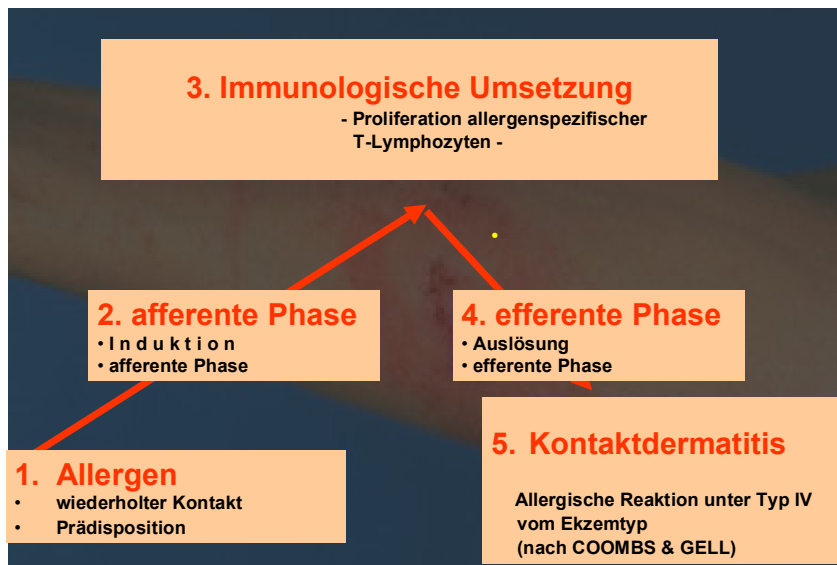 3. Immunologische Umsetzung
- Proliferation allergenspezifischer
T-Lymphozyten -
2. afferente Phase
• I n d u k t i o n
• afferente Phase
4. efferente Phase
• Auslösung
• efferente Phase
1. Allergen
• wiederholter Kontakt
• Prädisposition
5. Kontaktdermatitis
Allergische Reaktion unter Typ IV
vom Ekzemtyp
(nach COOMBS & GELL)